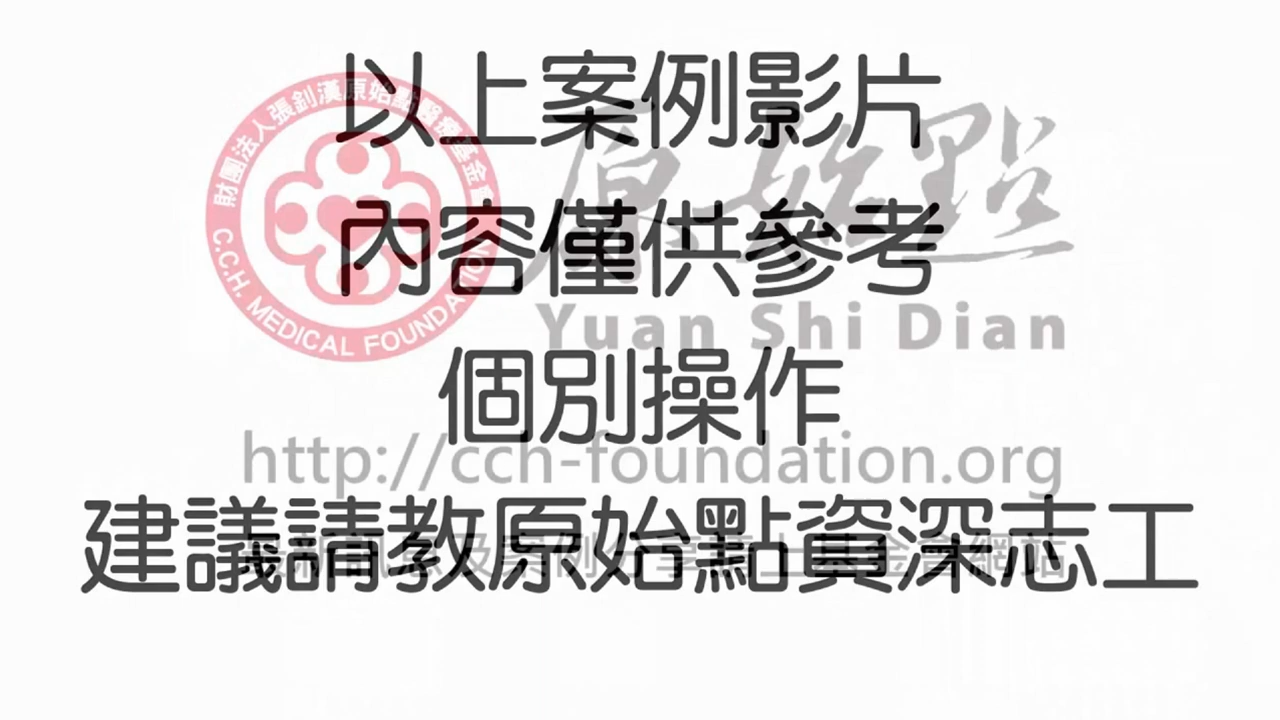 以上案例影片
內容僅供參考
個別操作
建議請教原始點資深志工
財團法人張釗漢原始點醫療基金會
C.C.H. MEDICAL FOUNDATION
原始點
Yuan Shi Dian
http://cch-foundation.org